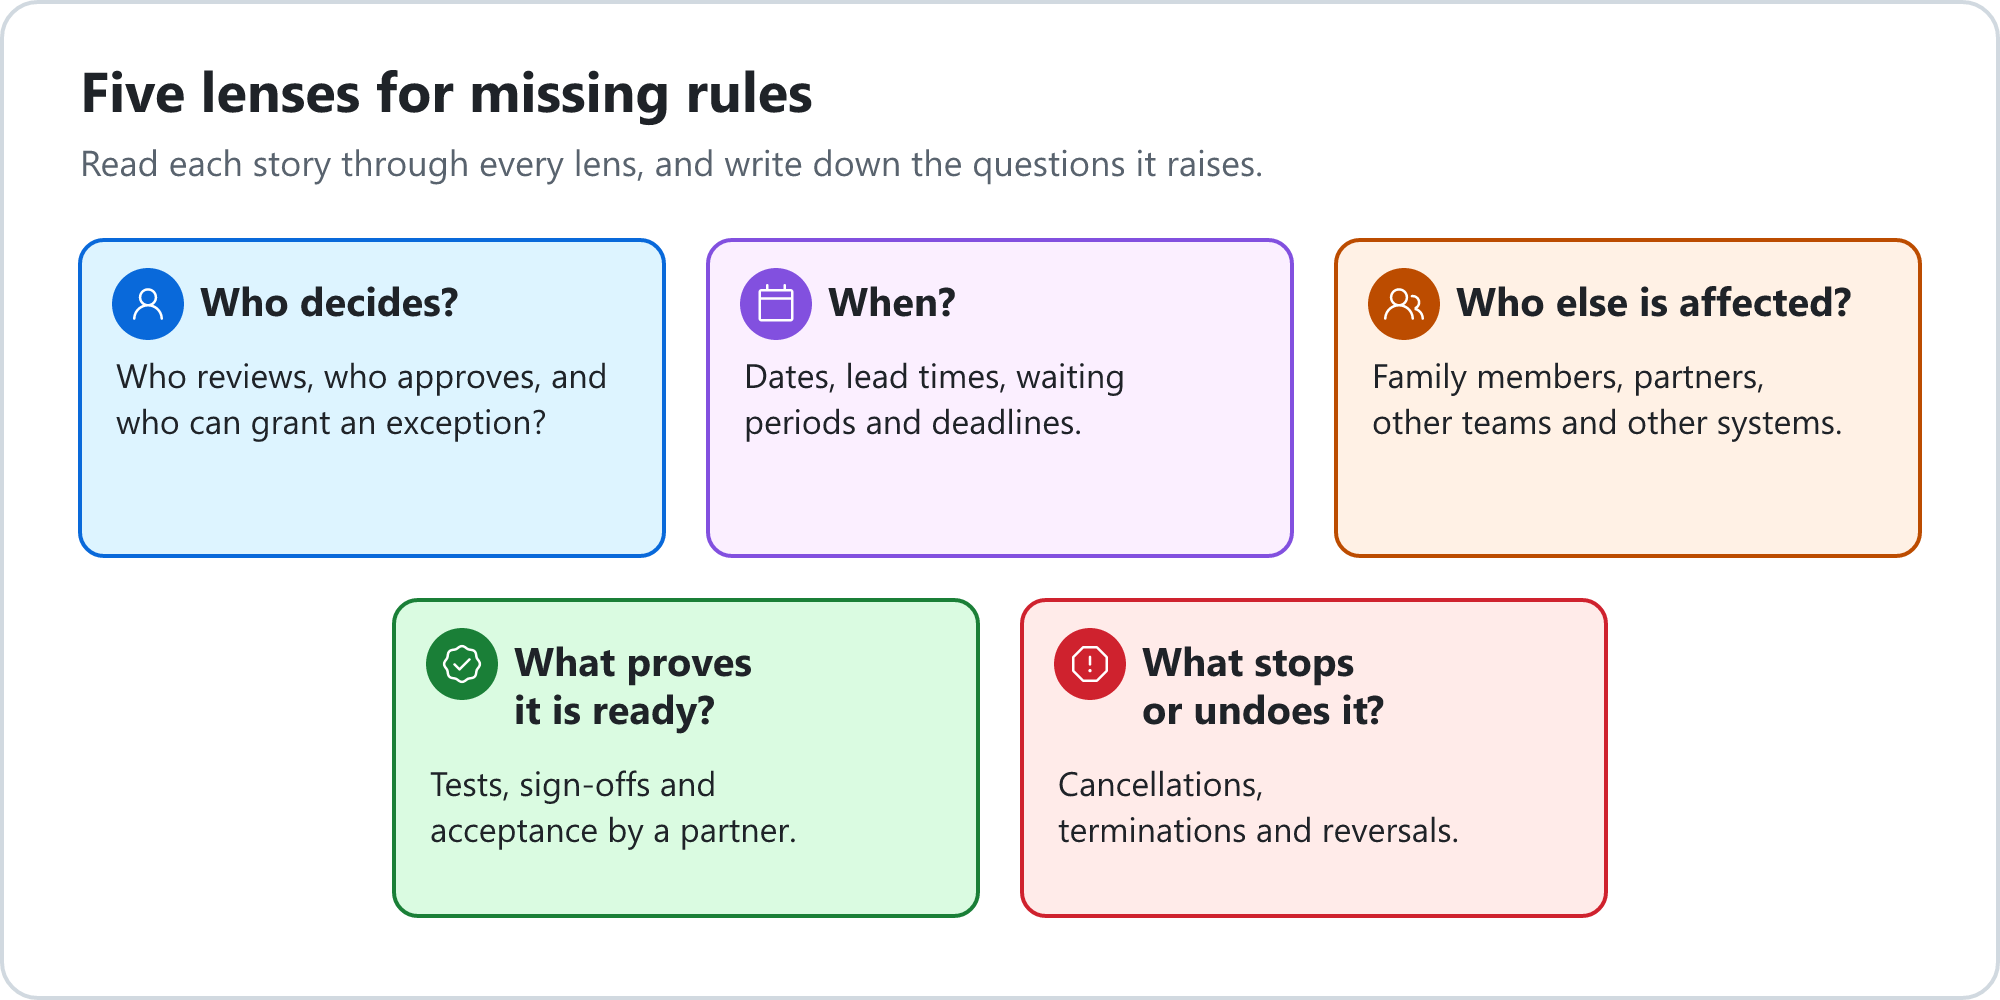 Five lenses for missing rules
Read each story through every lens, and write down the questions it raises.
Who decides?
Who reviews, who approves, and
who can grant an exception?
When?
Dates, lead times, waiting
periods and deadlines.
Who else is affected?
Family members, partners,
other teams and other systems.
What proves
it is ready?
Tests, sign-offs and
acceptance by a partner.
What stops
or undoes it?
Cancellations,
terminations and reversals.